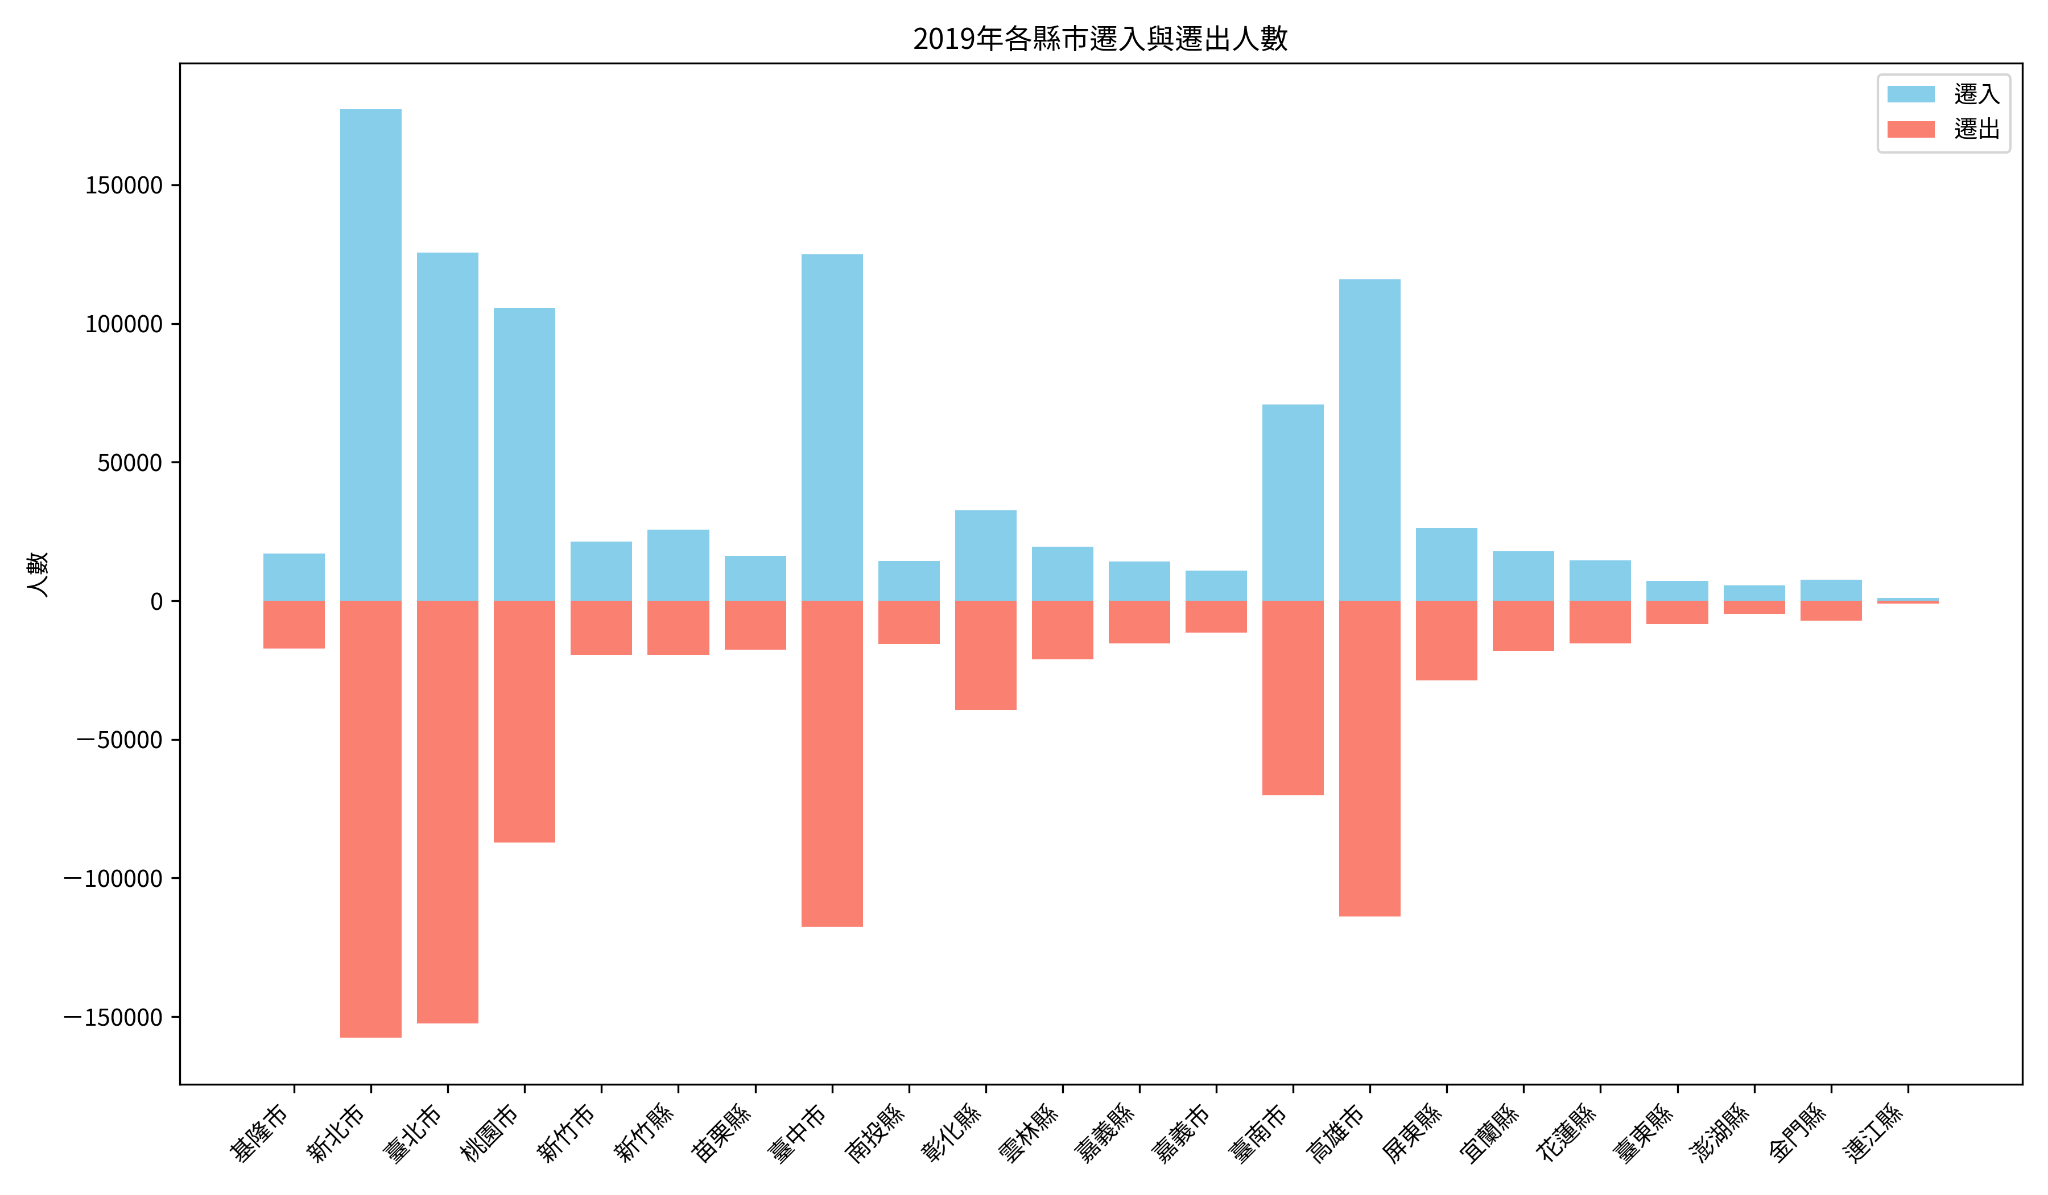 2019年各縣市遷入與遷出人數
遷入
遷出
人數
150000
100000
50000
0
−50000
−100000
−150000
基隆市
新北市
臺北市
桃園市
新竹市
新竹縣
苗栗縣
臺中市
南投縣
彰化縣
雲林縣
嘉義縣
嘉義市
臺南市
高雄市
屏東縣
宜蘭縣
花蓮縣
臺東縣
澎湖縣
金門縣
連江縣